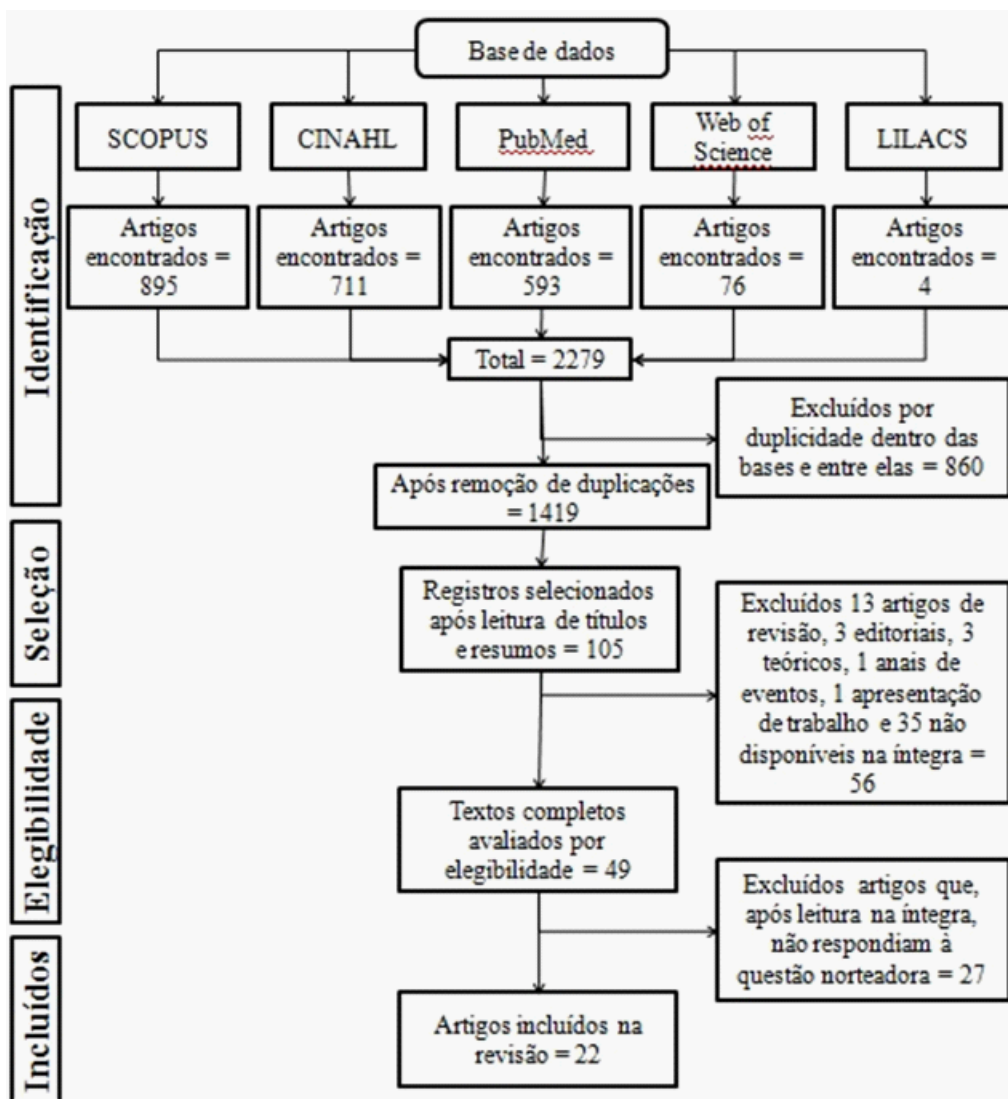 Base de dados
Identificação
SCOPUS
CINAHL
PubMed
Web of
Science
LILACS
Artigos
encontrados =
895
Artigos
encontrados =
711
Artigos
encontrados =
593
Artigos
encontrados =
76
Artigos
encontrados =
4
Total = 2279
Excluídos por
duplicidade dentro das
bases e entre elas = 860
Após remoção de duplicações
= 1419
Seleção
Registros selecionados
após leitura de títulos
e resumos = 105
Excluídos 13 artigos de
revisão, 3 editoriais, 3
teóricos, 1 anais de
eventos, 1 apresentação
de trabalho e 35 não
disponíveis na íntegra =
56
Elegibilidade
Textos completos
avaliados por
elegibilidade = 49
Excluídos artigos que,
após leitura na íntegra,
não respondiam à
questão norteadora = 27
Incluídos
Artigos incluídos na
revisão = 22